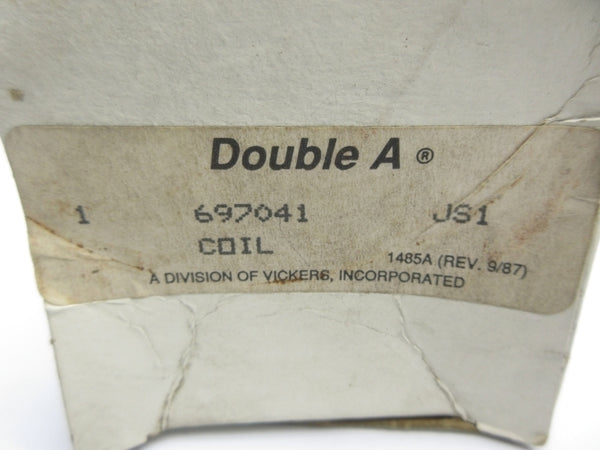 Double A ®
1 697041 JS1
COIL
1485A (REV. 9/87)
A DIVISION OF VICKERS, INCORPORATED